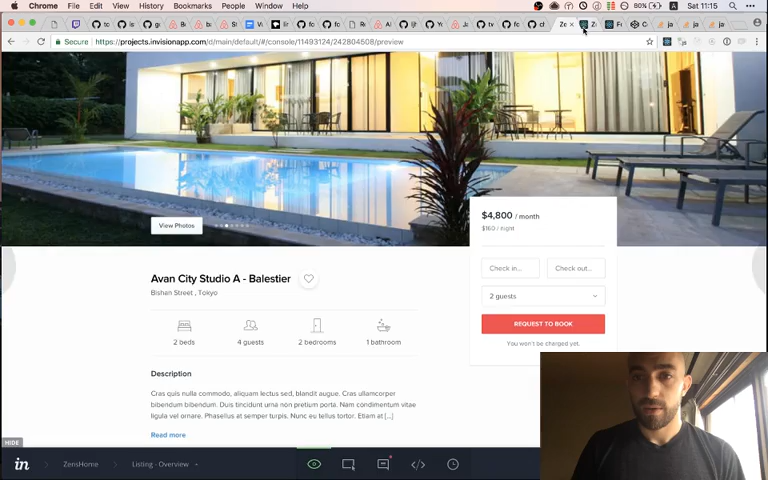 Chrome File Edit View History Bookmarks People Window Help 80% Sat 11:15
Secure https://projects.invisionapp.com/d/main/default/#/console/11493124/242804508/preview
View Photos
$4,800 / month
$160 / night
Check in... Check out...
2 guests
REQUEST TO BOOK
You won't be charged yet.
Avan City Studio A - Balestier
Bishan Street , Tokyo
2 beds 4 guests 2 bedrooms 1 bathroom
Description
Cras quis nulla commodo, aliquam lectus sed, blandit augue. Cras ullamcorper
bibendum bibendum. Duis tincidunt urna non pretium porta. Nam condimentum vitae
ligula vel ornare. Phasellus at semper turpis. Nunc eu tellus tortor. Etiam at [...]
Read more
HIDE
in ZenisHome Listing - Overview